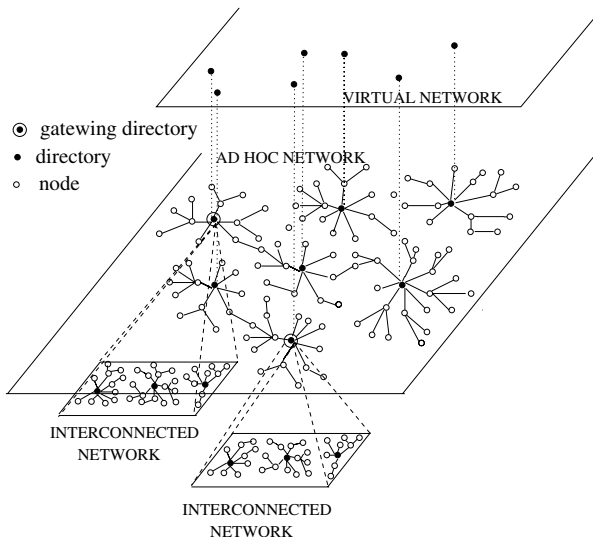 VIRTUAL NETWORK
gatewing directory
directory
node
AD HOC NETWORK
INTERCONNECTED
NETWORK
INTERCONNECTED
NETWORK